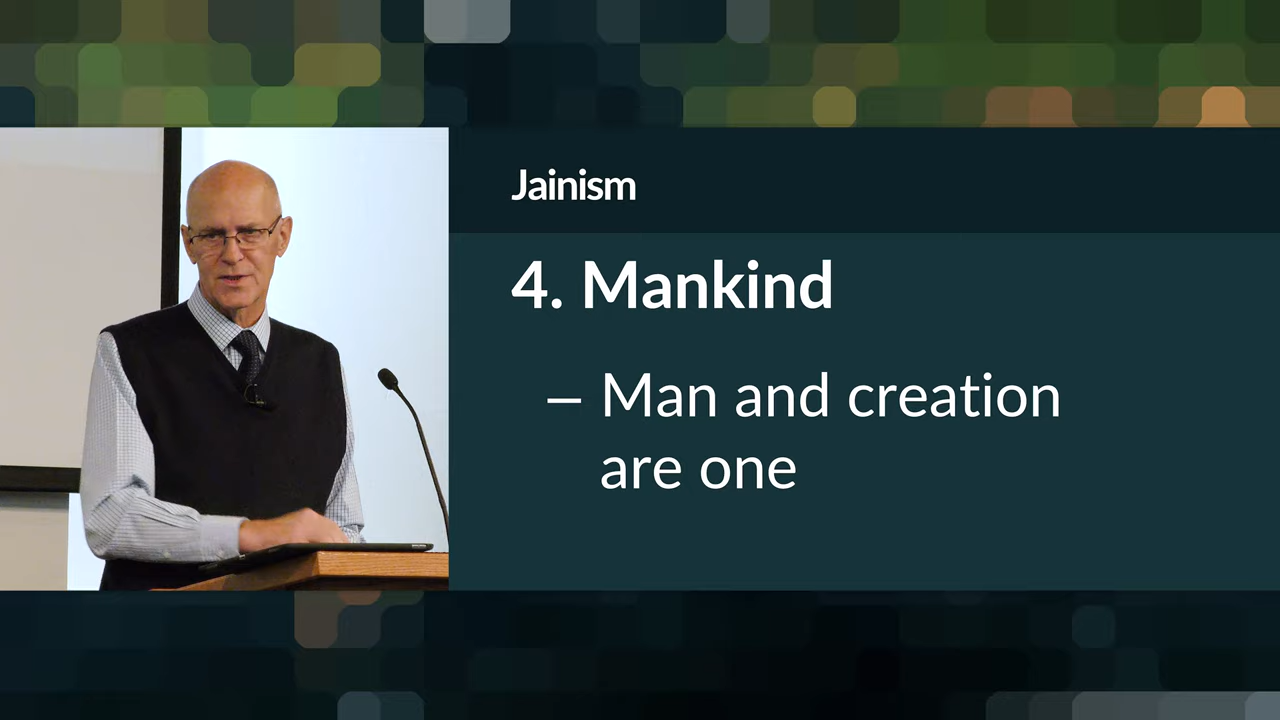 Jainism
4. Mankind
– Man and creation
are one